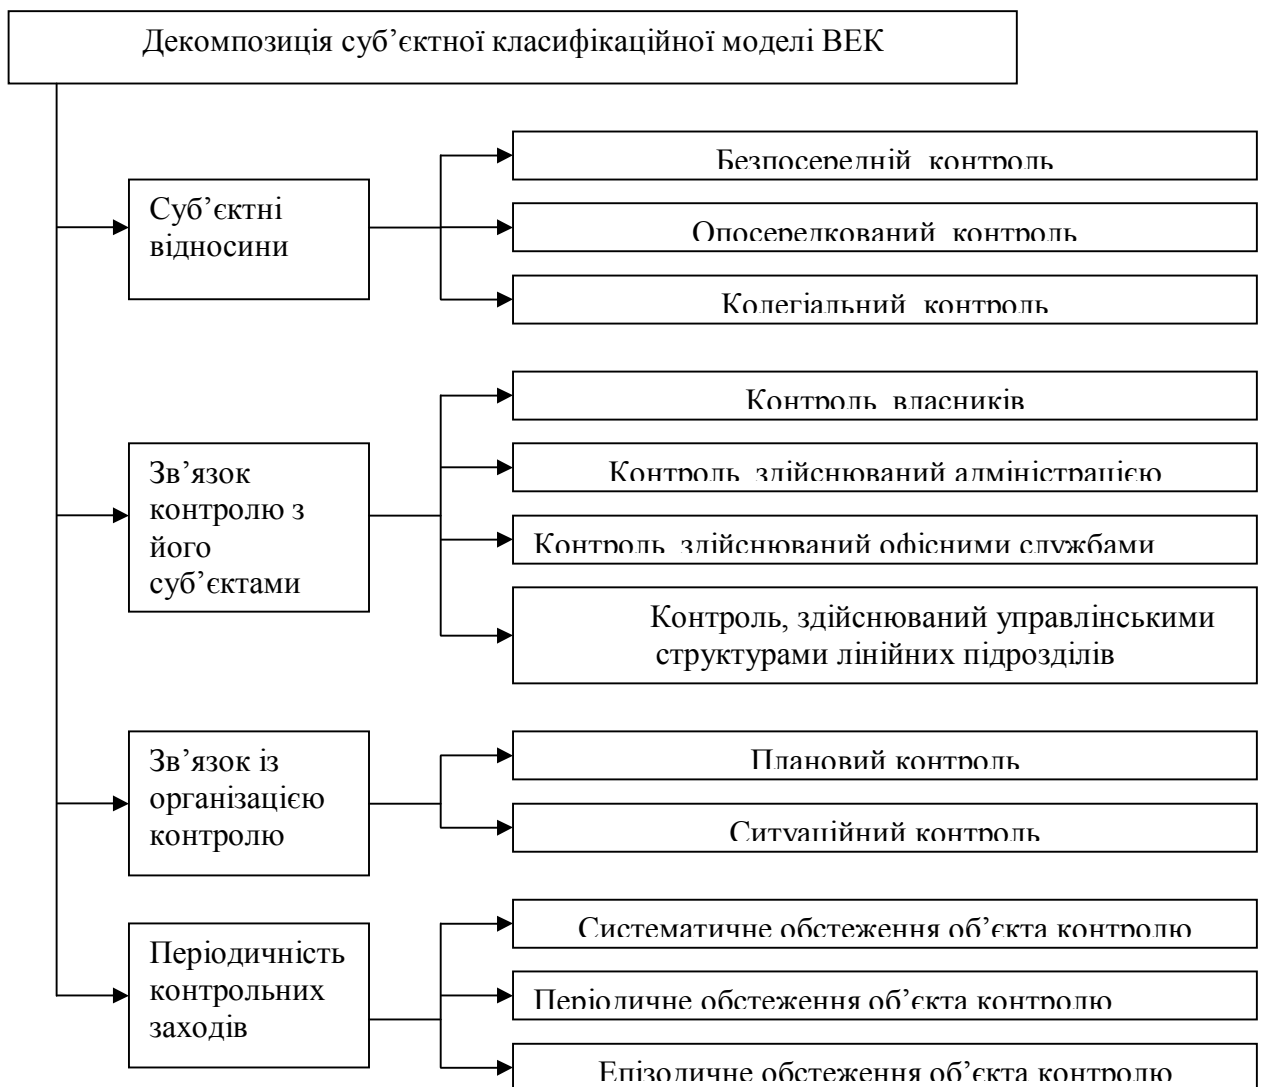 Декомпозиція суб’єктної класифікаційної моделі ВЕК
Суб’єктні
відносини
Безпосередній контроль
Опосередкований контроль
Колегіальний контроль
Зв’язок
контролю з
його
суб’єктами
Контроль власників
Контроль здійснюваний адміністрацією
Контроль здійснюваний офісними службами
Контроль, здійснюваний управлінськими
структурами лінійних підрозділів
Зв’язок із
організацією
контролю
Плановий контроль
Ситуаційний контроль
Періодичність
контрольних
заходів
Систематичне обстеження об’єкта контролю
Періодичне обстеження об’єкта контролю
Епізодичне обстеження об’єкта контролю